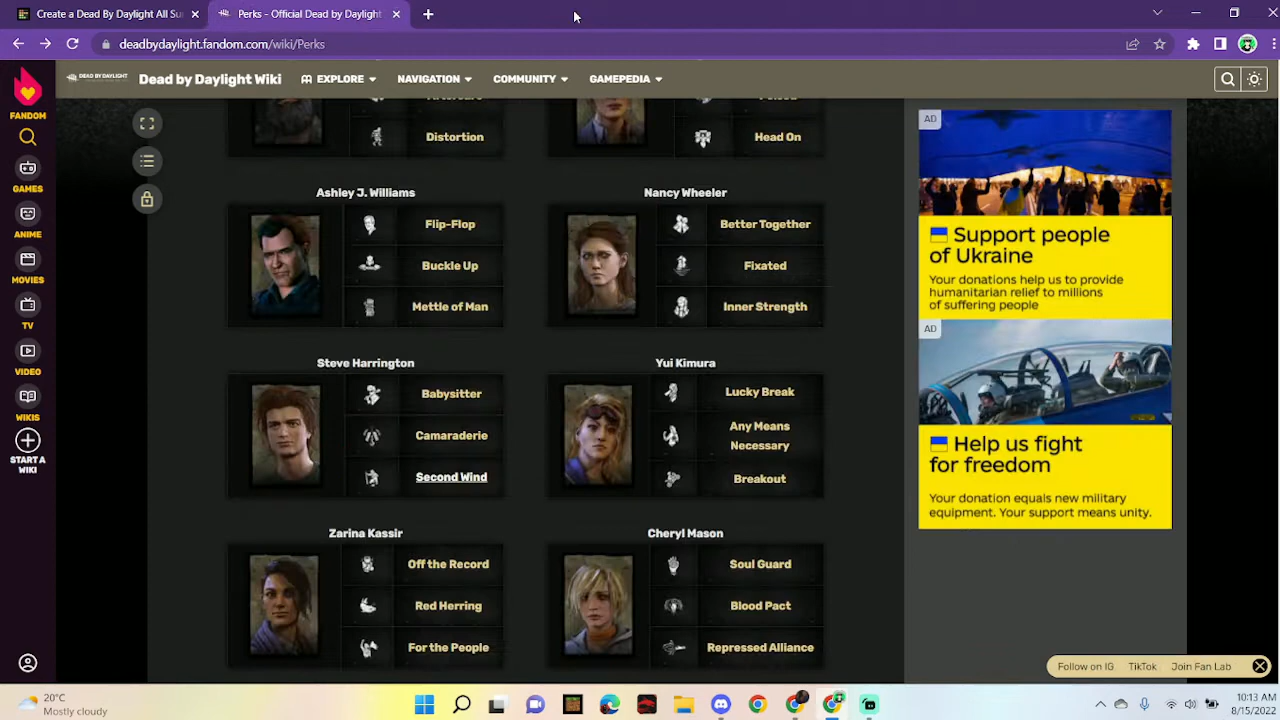 Dead by Daylight All Su
Perks - Official Dead by Dayligh
deadbydaylight.fandom.com/wiki/Perks
DEAD BY DAYLIGHT
Dead by Daylight Wiki
EXPLORE
NAVIGATION
COMMUNITY
GAMEPEDIA
FANDOM
GAMES
ANIME
MOVIES
TV
VIDEO
WIKIS
START A
WIKI
Distortion
Head On
Ashley J. Williams
Flip-Flop
Buckle Up
Mettle of Man
Nancy Wheeler
Better Together
Fixated
Inner Strength
Steve Harrington
Babysitter
Camaraderie
Second Wind
Yui Kimura
Lucky Break
Any Means
Necessary
Breakout
Zarina Kassir
Off the Record
Red Herring
For the People
Cheryl Mason
Soul Guard
Blood Pact
Repressed Alliance
AD
Support people
of Ukraine
Your donations help us to provide
humanitarian relief to millions
of suffering people
AD
Help us fight
for freedom
Your donation equals new military
equipment. Your support means unity.
Follow on IG
TikTok
Join Fan Lab
20°C
Mostly cloudy
10:13 AM
8/15/2022